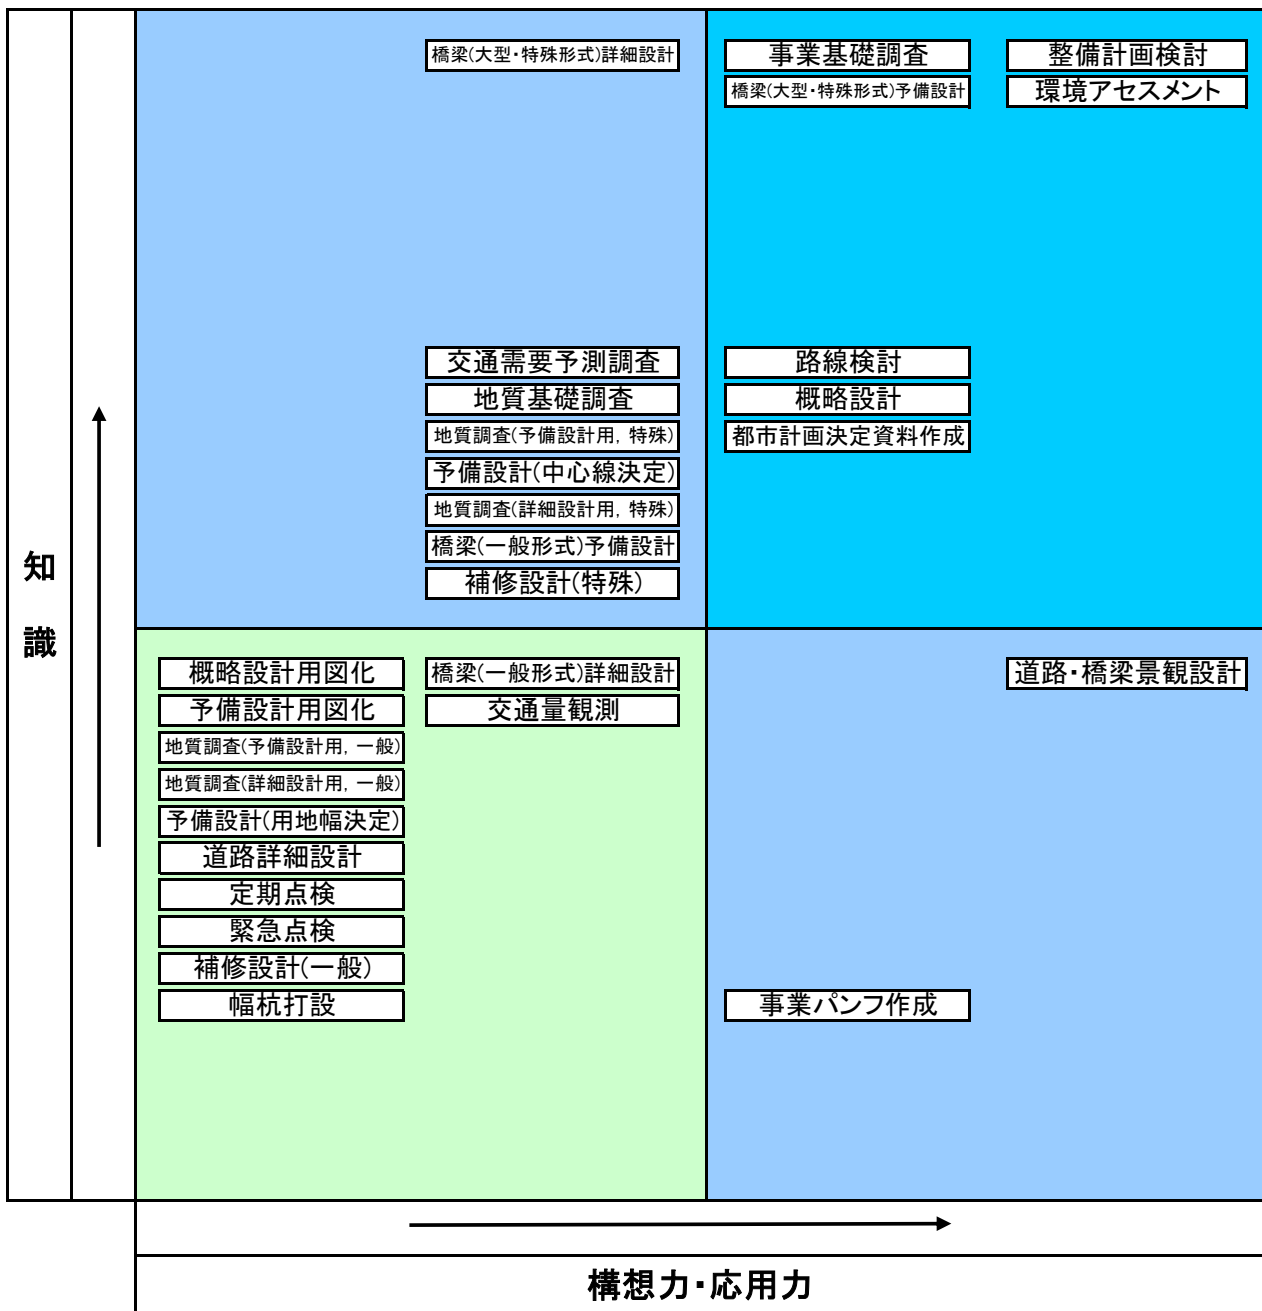 橋梁(大型・特殊形式)詳細設計
事業基礎調査
整備計画検討
橋梁(大型・特殊形式)予備設計
環境アセスメント
交通需要予測調査
地質基礎調査
地質調査(予備設計用, 特殊)
予備設計(中心線決定)
地質調査(詳細設計用, 特殊)
橋梁(一般形式)予備設計
補修設計(特殊)
路線検討
概略設計
都市計画決定資料作成
知
識
概略設計用図化
予備設計用図化
地質調査(予備設計用, 一般)
地質調査(詳細設計用, 一般)
予備設計(用地幅決定)
道路詳細設計
定期点検
緊急点検
補修設計(一般)
幅杭打設
橋梁(一般形式)詳細設計
交通量観測
道路・橋梁景観設計
事業パンフ作成
構想力・応用力